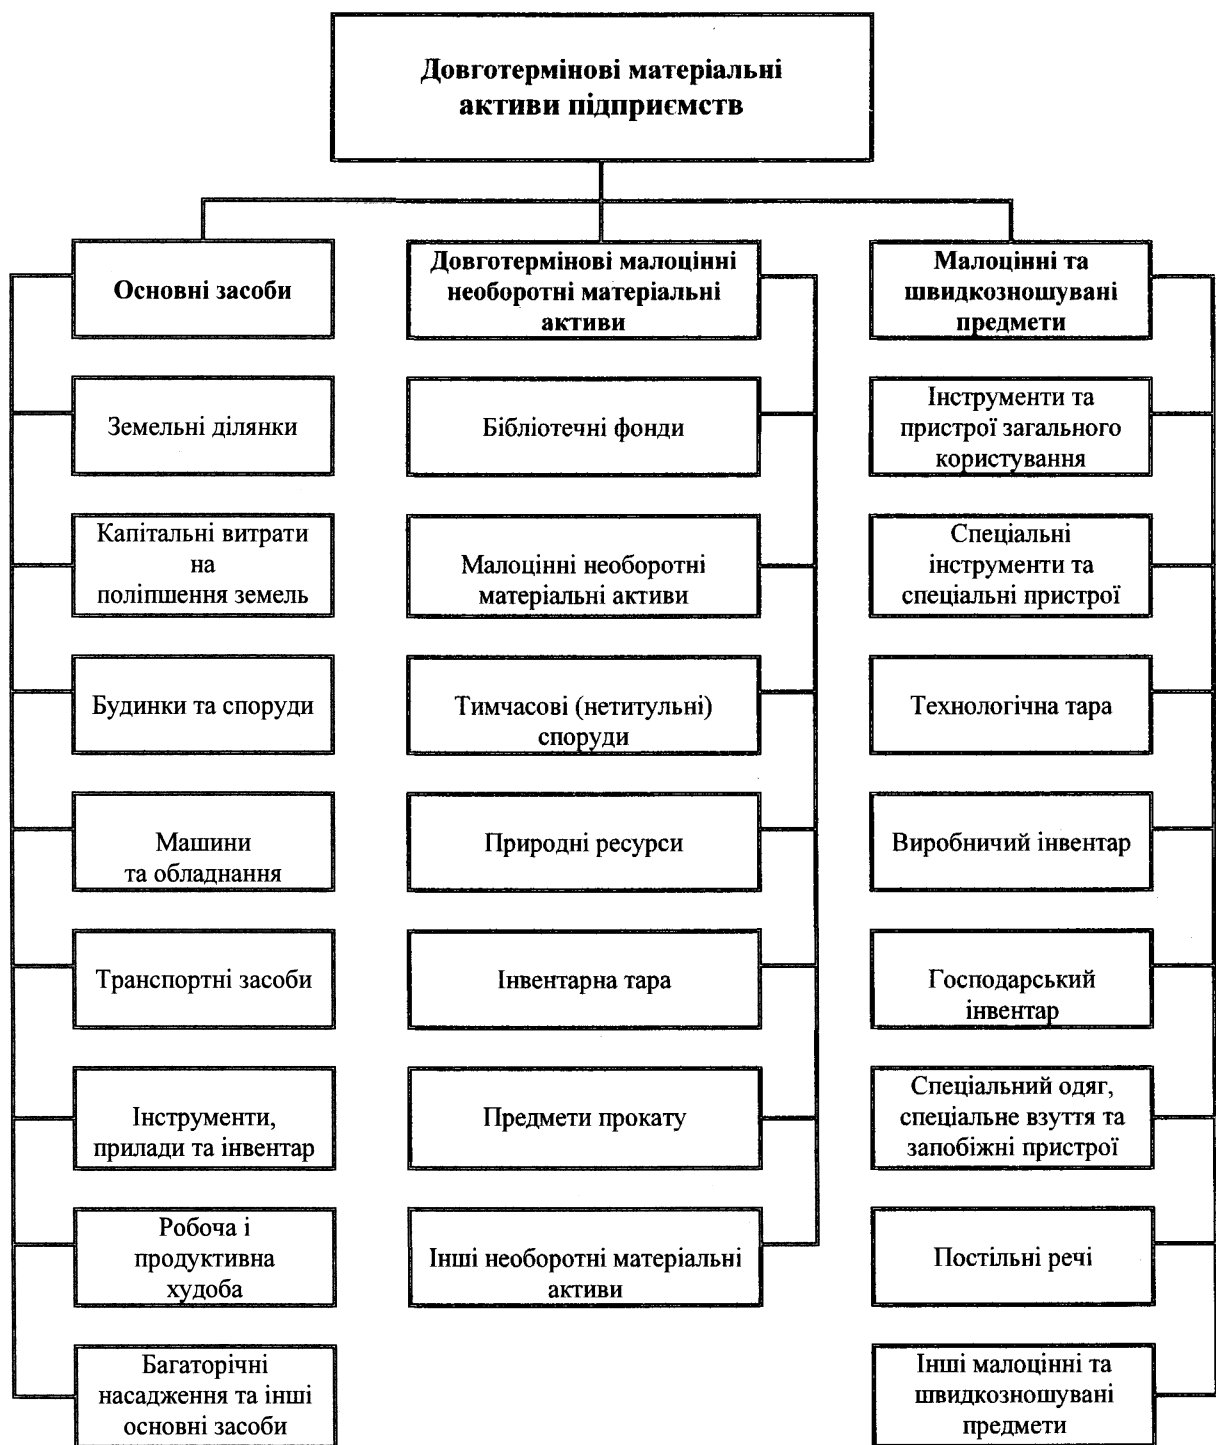 Довготермінові матеріальні
активи підприємств
Основні засоби
Довготермінові малоцінні
необоротні матеріальні
активи
Малоцінні та
швидкозношувані
предмети
Земельні ділянки
Бібліотечні фонди
Інструменти та
пристрої загального
користування
Капітальні витрати
на
поліпшення земель
Малоцінні необоротні
матеріальні активи
Спеціальні
інструменти та
спеціальні пристрої
Будинки та споруди
Тимчасові (нетитульні)
споруди
Технологічна тара
Машини
та обладнання
Природні ресурси
Виробничий інвентар
Транспортні засоби
Інвентарна тара
Господарський
інвентар
Інструменти,
прилади та інвентар
Предмети прокату
Спеціальний одяг,
спеціальне взуття та
запобіжні пристрої
Робоча і
продуктивна
худоба
Інші необоротні матеріальні
активи
Постільні речі
Багаторічні
насадження та інші
основні засоби
Інші малоцінні та
швидкозношувані
предмети